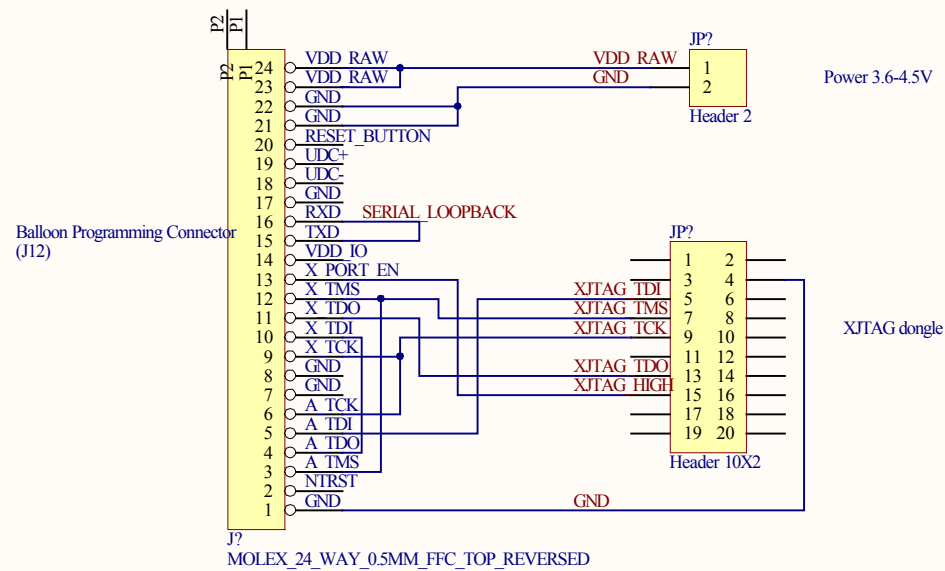 P2
P1
P2
P1
24 VDD_RAW
23 VDD_RAW
22 GND
21 GND
20 RESET_BUTTON
19 UDC+
18 UDC-
17 GND
16 RXD
15 TXD
14 VDD_IO
13 X_PORT_EN
12 X_TMS
11 X_TDO
10 X_TDI
9 X_TCK
8 GND
7 GND
6 A_TCK
5 A_TDI
4 A_TDO
3 A_TMS
2 NTRST
1 GND
Balloon Programming Connector
(J12)
J?
MOLEX_24_WAY_0.5MM_FFC_TOP_REVERSED
SERIAL_LOOPBACK
JP?
VDD_RAW 1
GND 2
Header 2
Power 3.6-4.5V
JP?
1 2
3 4
XJTAG_TDI 5 6
XJTAG_TMS 7 8
XJTAG_TCK 9 10
11 12
XJTAG_TDO 13 14
XJTAG_HIGH 15 16
17 18
19 20
Header 10X2
XJTAG dongle
GND